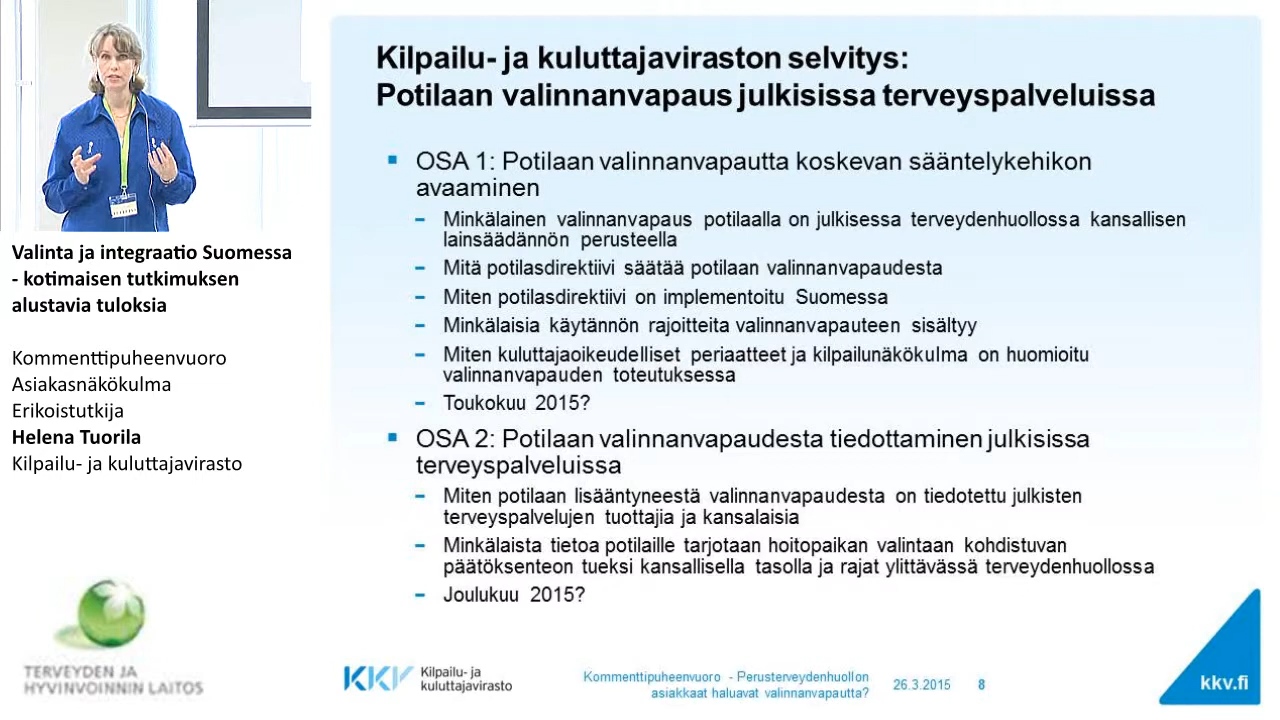 Valinta ja integraatio Suomessa
- kotimaisen tutkimuksen
alustavia tuloksia
Kommenttipuheenvuoro
Asiakasnäkökulma
Erikoistutkija
Helena Tuorila
Kilpailu- ja kuluttajavirasto
TERVEYDEN JA
HYVINVOINNIN LAITOS
Kilpailu- ja kuluttajaviraston selvitys:
Potilaan valinnanvapaus julkisissa terveyspalveluissa
▪ OSA 1: Potilaan valinnanvapautta koskevan sääntelykehikon
avaaminen
– Minkälainen valinnanvapaus potilaalla on julkisessa terveydenhuollossa kansallisen
lainsäädännön perusteella
– Mitä potilasdirektiivi säätää potilaan valinnanvapaudesta
– Miten potilasdirektiivi on implementoitu Suomessa
– Minkälaisia käytännön rajoitteita valinnanvapauteen sisältyy
– Miten kuluttajaoikeudelliset periaatteet ja kilpailunäkökulma on huomioitu
valinnanvapauden toteutuksessa
– Toukokuu 2015?
▪ OSA 2: Potilaan valinnanvapaudesta tiedottaminen julkisissa
terveyspalveluissa
– Miten potilaan lisääntyneestä valinnanvapaudesta on tiedotettu julkisten
terveyspalvelujen tuottajia ja kansalaisia
– Minkälaista tietoa potilaille tarjotaan hoitopaikan valintaan kohdistuvan
päätöksenteon tueksi kansallisella tasolla ja rajat ylittävässä terveydenhuollossa
– Joulukuu 2015?
KKV Kilpailu- ja
kuluttajavirasto
Kommenttipuheenvuoro - Perusterveydenhuollon
asiakkaat haluavat valinnanvapautta?
26.3.2015 8
kkv.fi